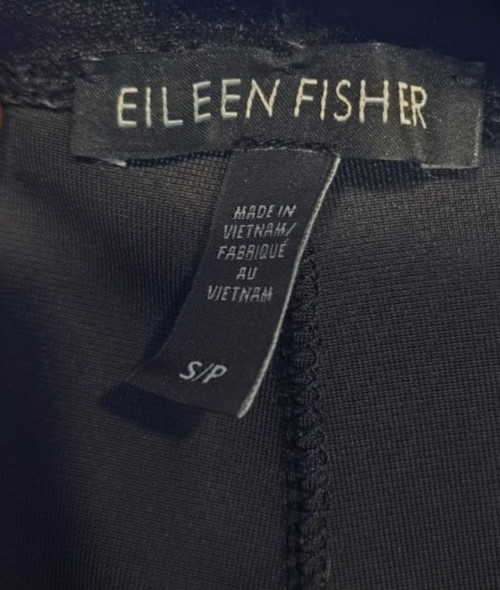 EILEEN FISHER
MADE IN
VIETNAM/
FABRIQUÉ
AU
VIETNAM
S/P